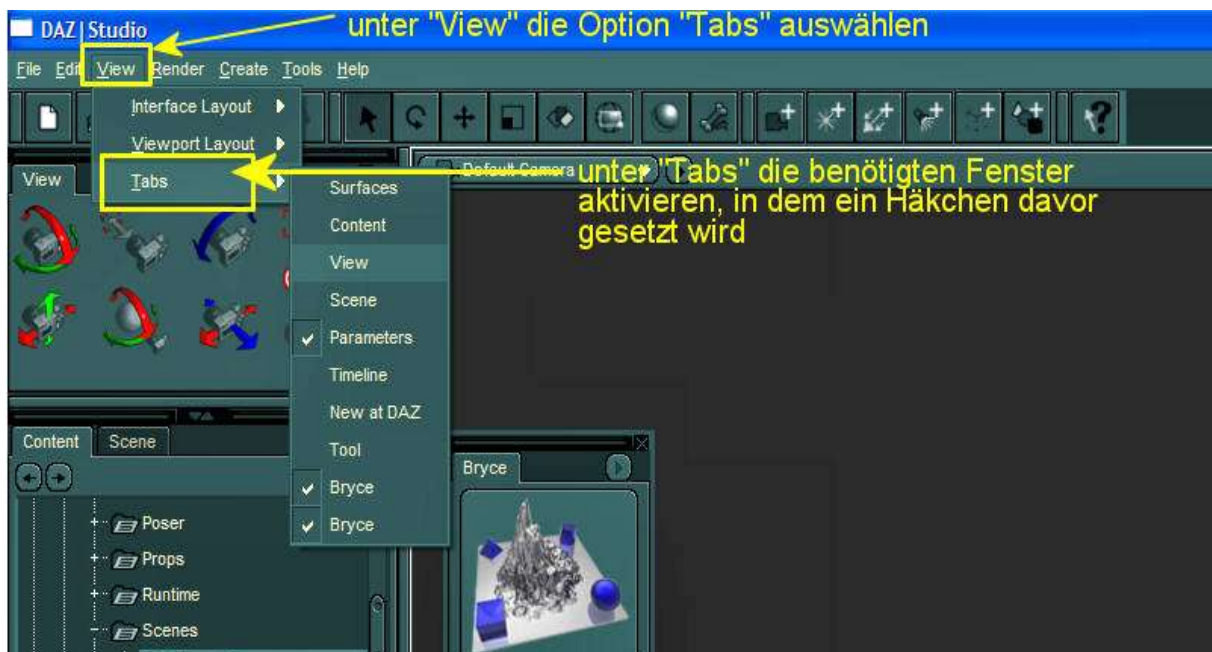 DAZ|Studio
unter "View" die Option "Tabs" auswählen
File Edit View Render Create Tools Help
Interface Layout
Viewport Layout
Tabs
View
Default Camera
unter "Tabs" die benötigten Fenster
aktivieren, in dem ein Häkchen davor
gesetzt wird
Surfaces
Content
View
Scene
Parameters
Timeline
New at DAZ
Tool
Bryce
Bryce
Content Scene
Poser
Props
Runtime
Scenes
Bryce